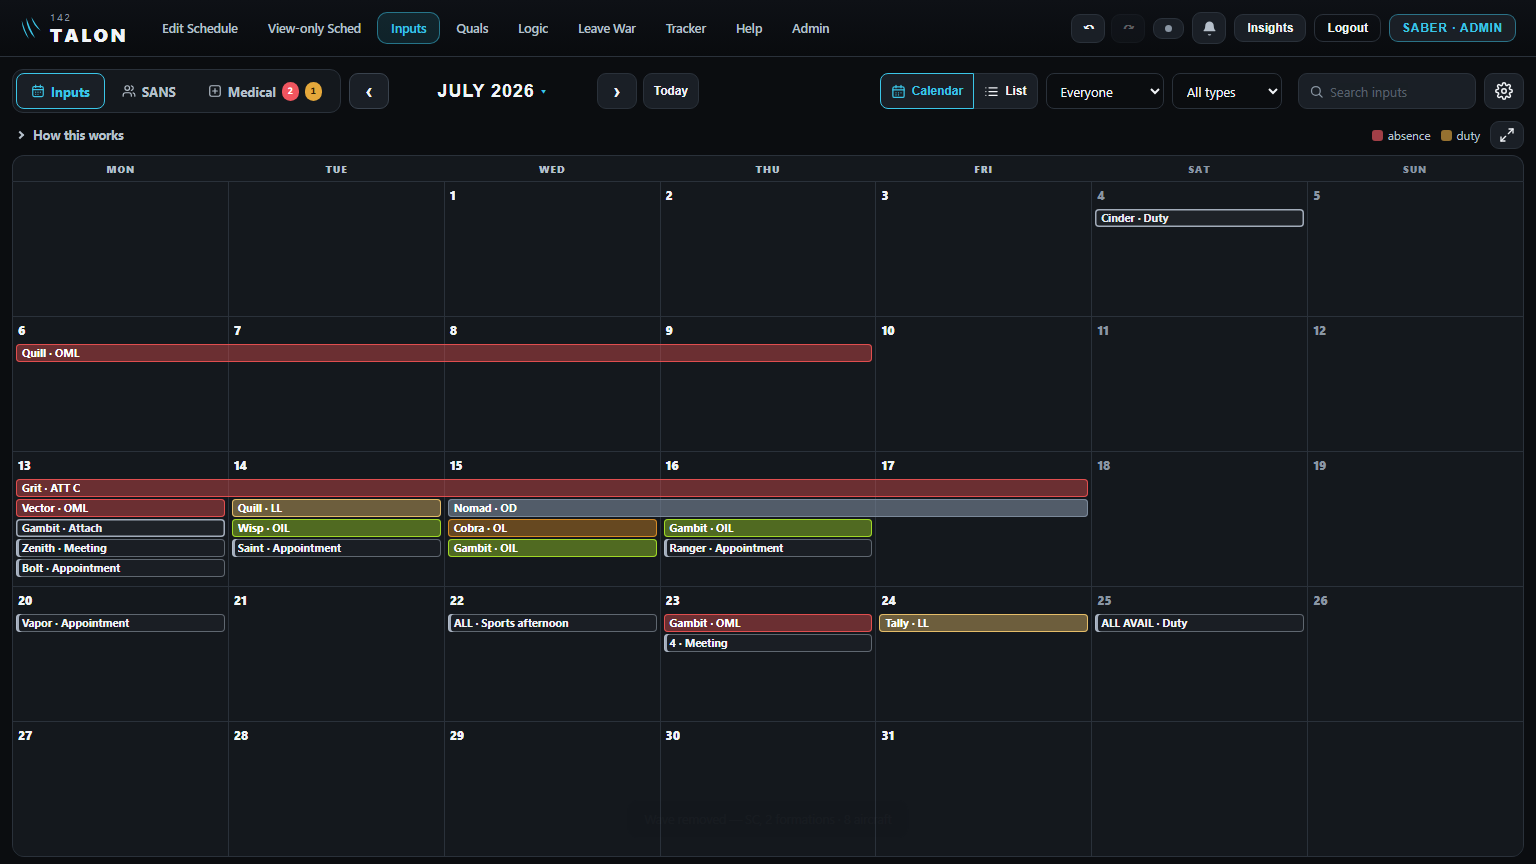 142
TALON
Edit Schedule
View-only Sched
Inputs
Quals
Logic
Leave War
Tracker
Help
Admin
Insights
Logout
SABER · ADMIN
Inputs
SANS
Medical 2 1
‹
JULY 2026
›
Today
Calendar
List
Everyone
All types
Search inputs
How this works
absence
duty
MON TUE WED THU FRI SAT SUN
1 2 3 4 5
Cinder · Duty
6 7 8 9 10 11 12
Quill · OML
13 14 15 16 17 18 19
Grit · ATT C
Vector · OML
Quill · LL
Nomad · OD
Gambit · Attach
Wisp · OIL
Cobra · OL
Gambit · OIL
Zenith · Meeting
Saint · Appointment
Gambit · OIL
Ranger · Appointment
Bolt · Appointment
20 21 22 23 24 25 26
Vapor · Appointment
ALL · Sports afternoon
Gambit · OML
Tally · LL
ALL AVAIL · Duty
4 · Meeting
27 28 29 30 31